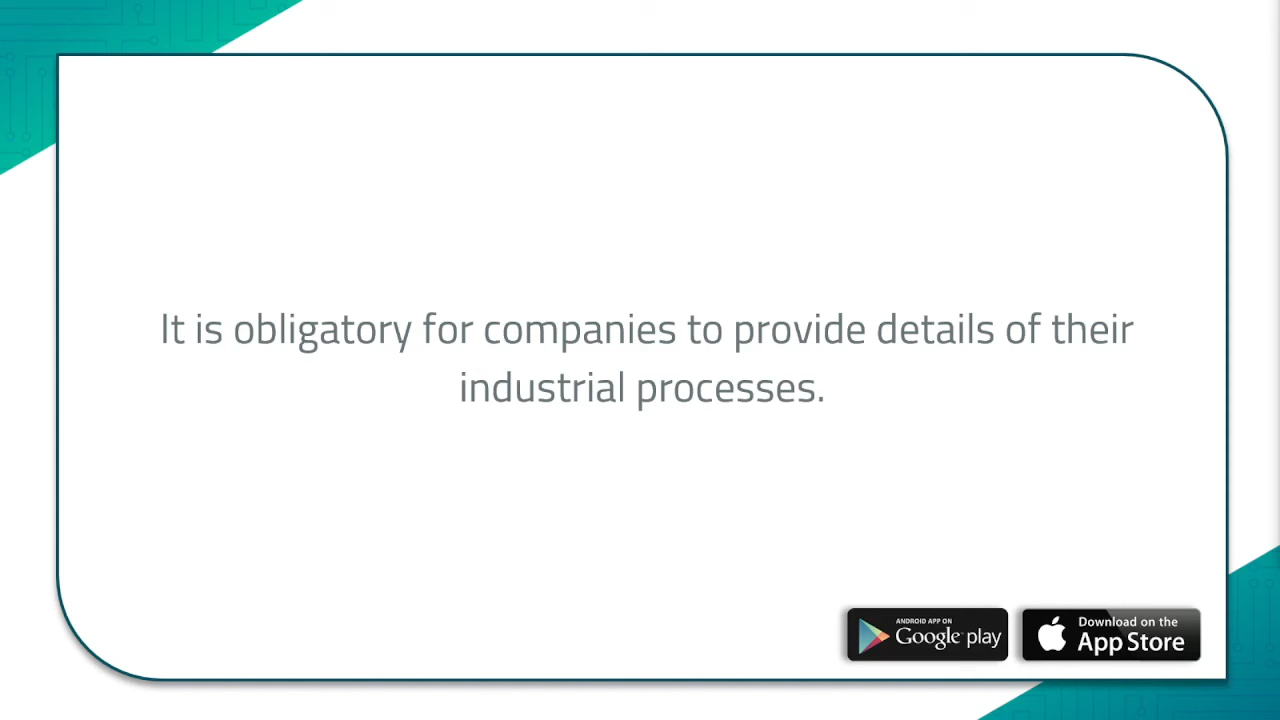 It is obligatory for companies to provide details of their
industrial processes.
ANDROID APP ON
Google play
Download on the
App Store